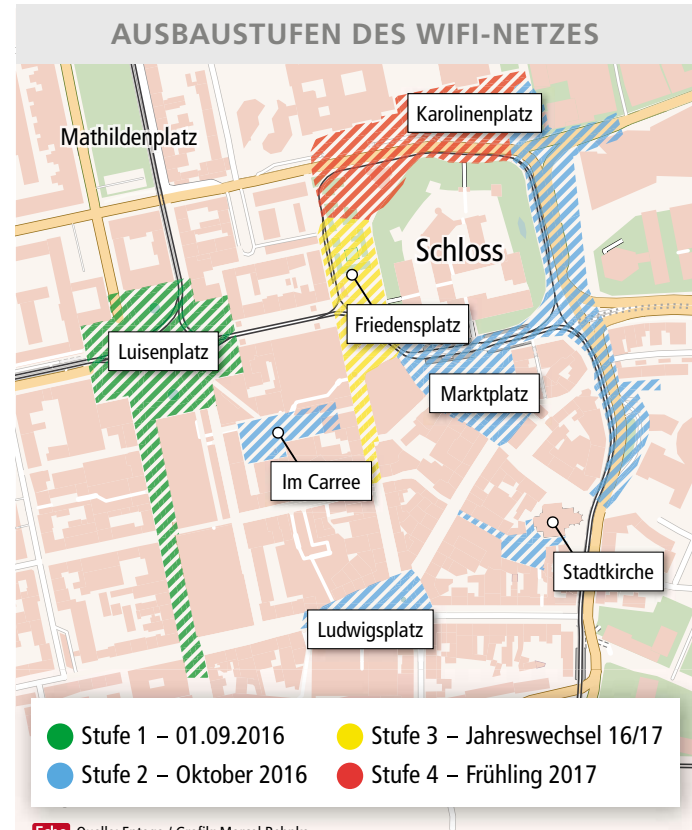 AUSBAUSTUFEN DES WIFI-NETZES
Karolinenplatz
Mathildenplatz
Schloss
Friedensplatz
Luisenplatz
Marktplatz
Im Carree
Stadtkirche
Ludwigsplatz
Stufe 1 – 01.09.2016
Stufe 3 – Jahreswechsel 16/17
Stufe 2 – Oktober 2016
Stufe 4 – Frühling 2017